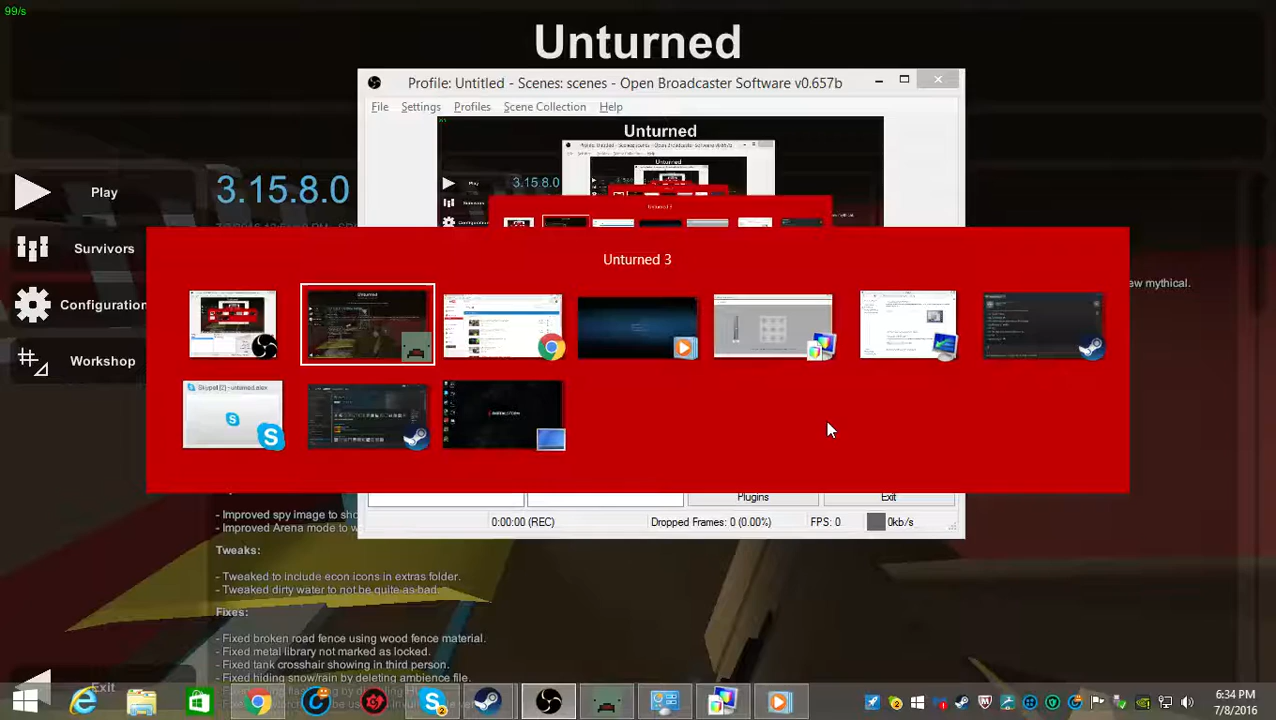 99/s
Unturned
Profile: Untitled - Scenes: scenes - Open Broadcaster Software v0.657b
File Settings Profiles Scene Collection Help
Unturned
Play
3.15.8.0
Play
3.15.8.0
Survivors
Configuration
Workshop
ew mythical.
Unturned 3
Skype
Plugins
Exit
0:00:00 (REC)
Dropped Frames: 0 (0.00%)
FPS: 0
0kb/s
- Improved spy image to sho
- Improved Arena mode to w
Tweaks:
- Tweaked to include econ icons in extras folder.
- Tweaked dirty water to not be quite as bad.
Fixes:
- Fixed broken road fence using wood fence material.
- Fixed metal library not marked as locked.
- Fixed tank crosshair showing in third person.
- Fixed hiding snow/rain by deleting ambience file.
Exit
6:34 PM
7/8/2016